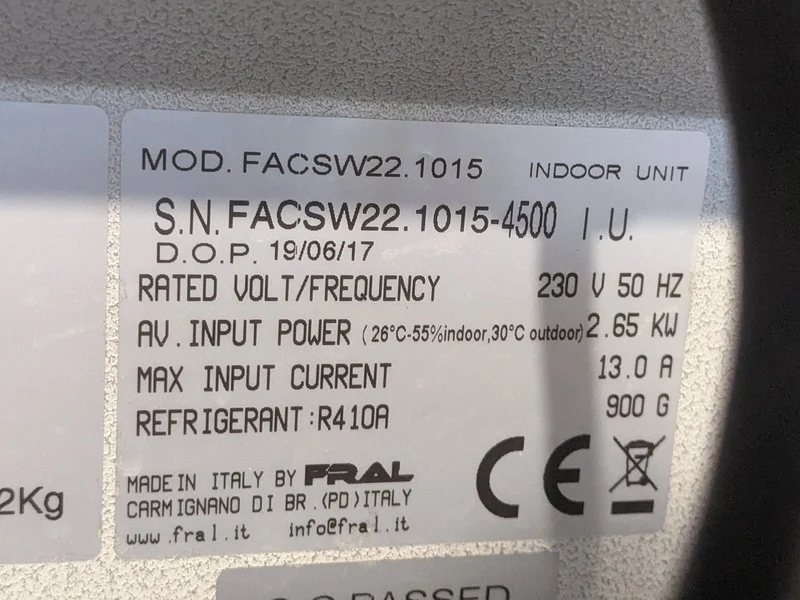 MOD. FACSW22.1015 INDOOR UNIT
S.N. FACSW22.1015-4500 I.U.
D.O.P. 19/06/17
RATED VOLT/FREQUENCY 230 V 50 HZ
AV.INPUT POWER (26°C-55%indoor,30°C outdoor) 2.65 KW
MAX INPUT CURRENT 13.0 A
REFRIGERANT:R410A 900 G
MADE IN ITALY BY FRAL
CARMIGNANO DI BR.(PD)ITALY
www.fral.it info@fral.it
CE
2Kg
PASSED